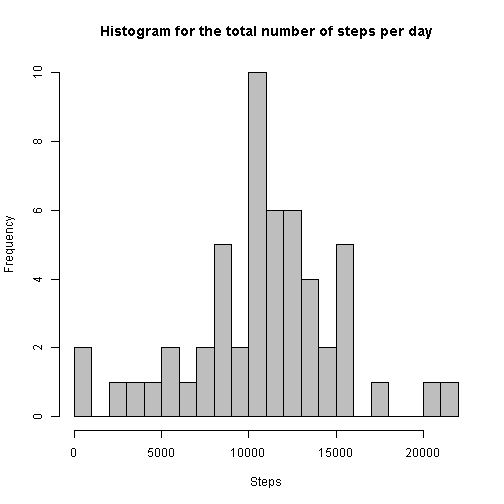 Histogram for the total number of steps per day
Frequency
10
8
6
4
2
0
0 5000 10000 15000 20000
Steps